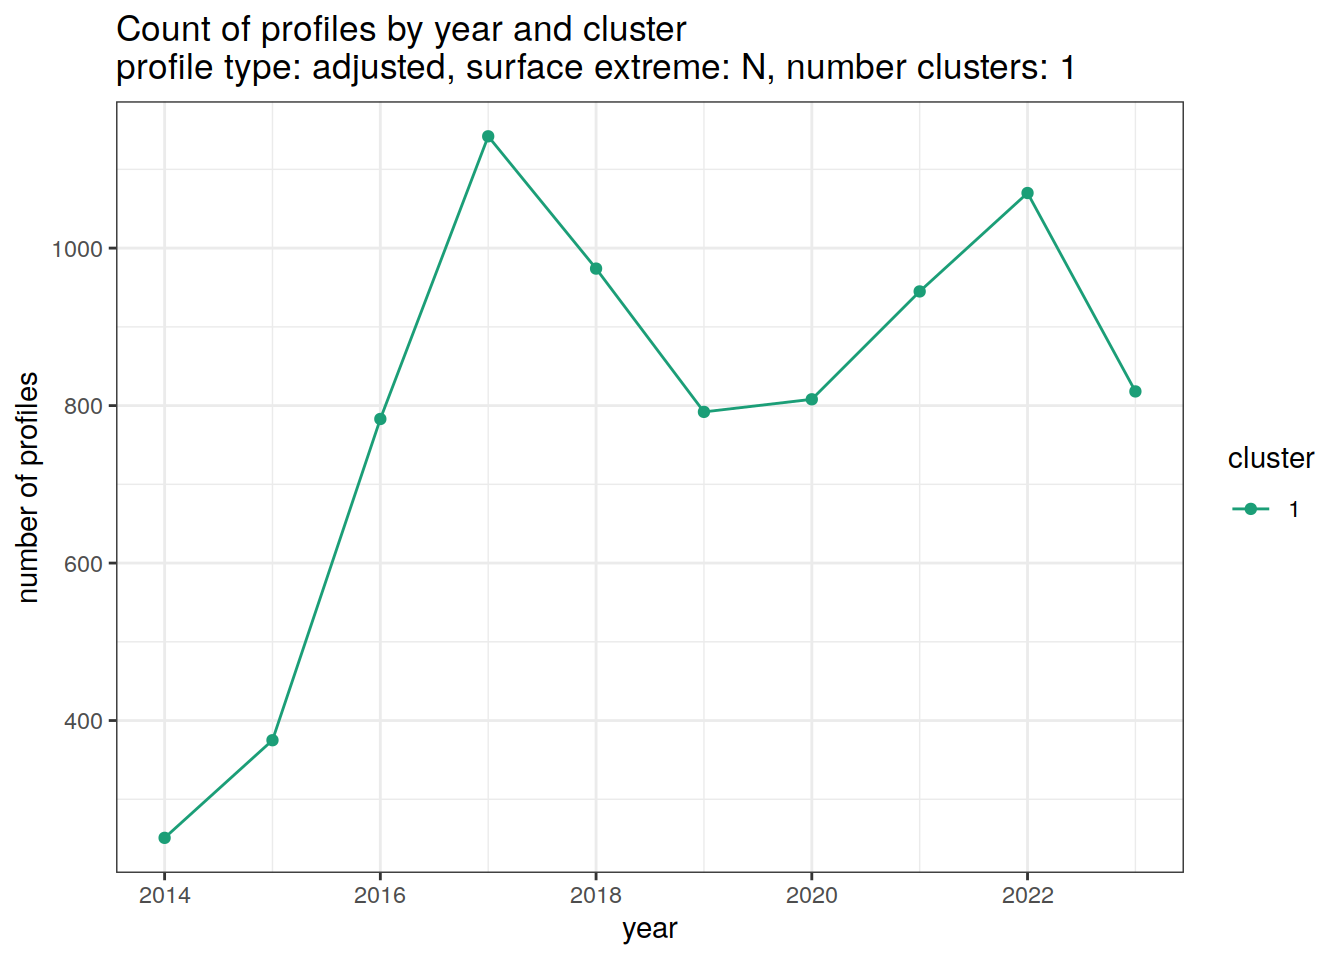 Count of profiles by year and cluster
profile type: adjusted, surface extreme: N, number clusters: 1
number of profiles
1000
800
600
400
2014 2016 2018 2020 2022
year
cluster
1